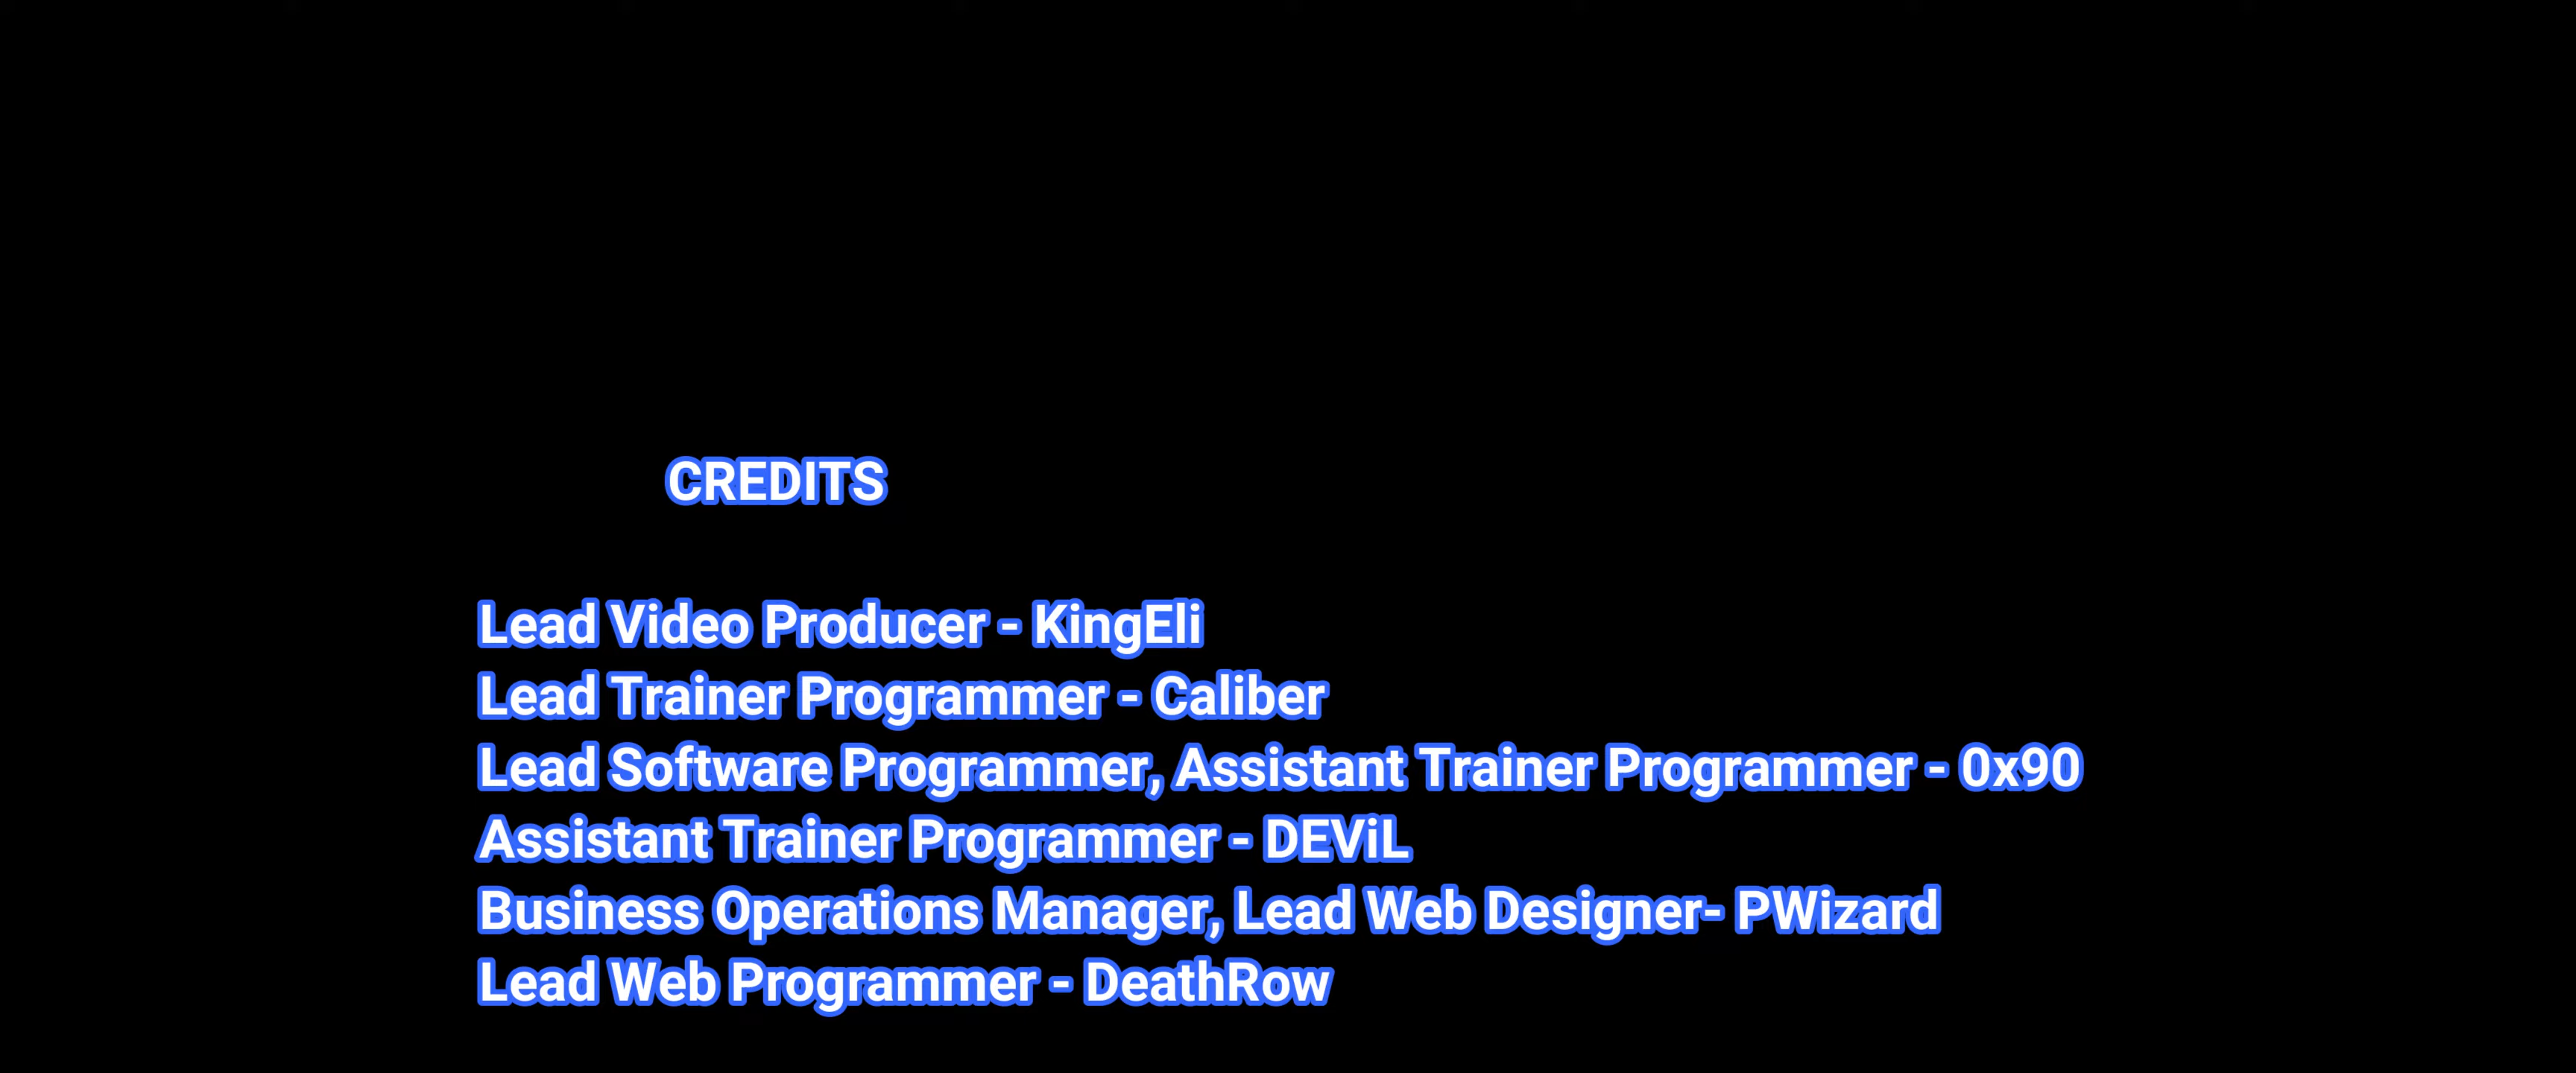 CREDITS
Lead Video Producer - KingEli
Lead Trainer Programmer - Caliber
Lead Software Programmer, Assistant Trainer Programmer - 0x90
Assistant Trainer Programmer - DEViL
Business Operations Manager, Lead Web Designer- PWizard
Lead Web Programmer - DeathRow